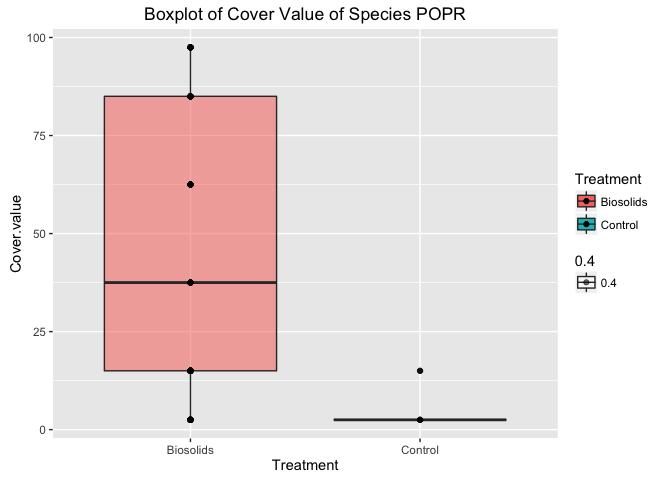 Boxplot of Cover Value of Species POPR
Cover.value
100
75
50
25
0
Biosolids
Control
Treatment
Treatment
Biosolids
Control
0.4
0.4